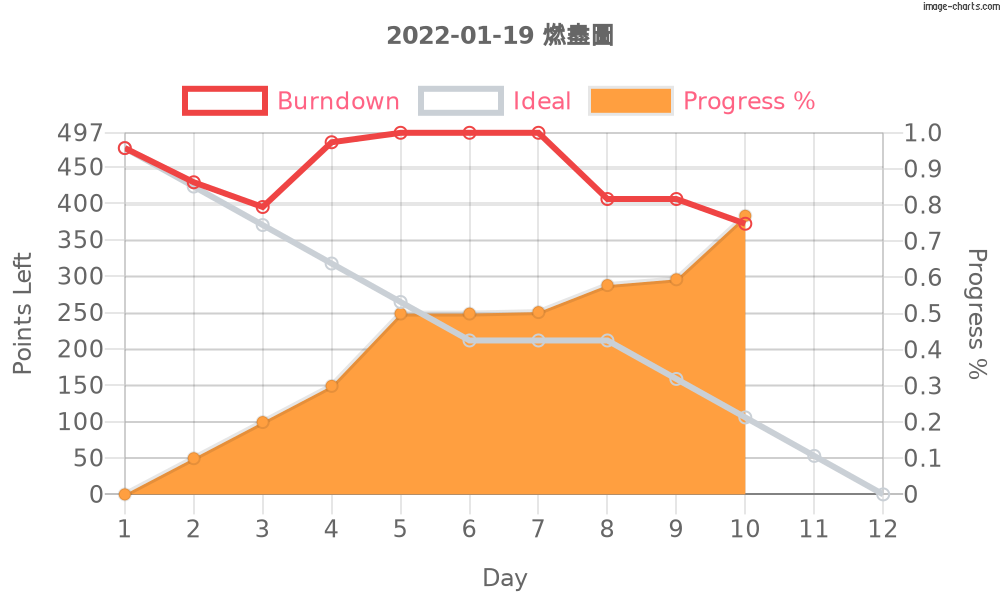 image-charts.com
2022-01-19 燃盡圖
Burndown Ideal Progress %
497 1.0
450 0.9
400 0.8
350 0.7
300 0.6
250 0.5
200 0.4
150 0.3
100 0.2
50 0.1
0 0
Points Left
Progress %
1 2 3 4 5 6 7 8 9 10 11 12
Day